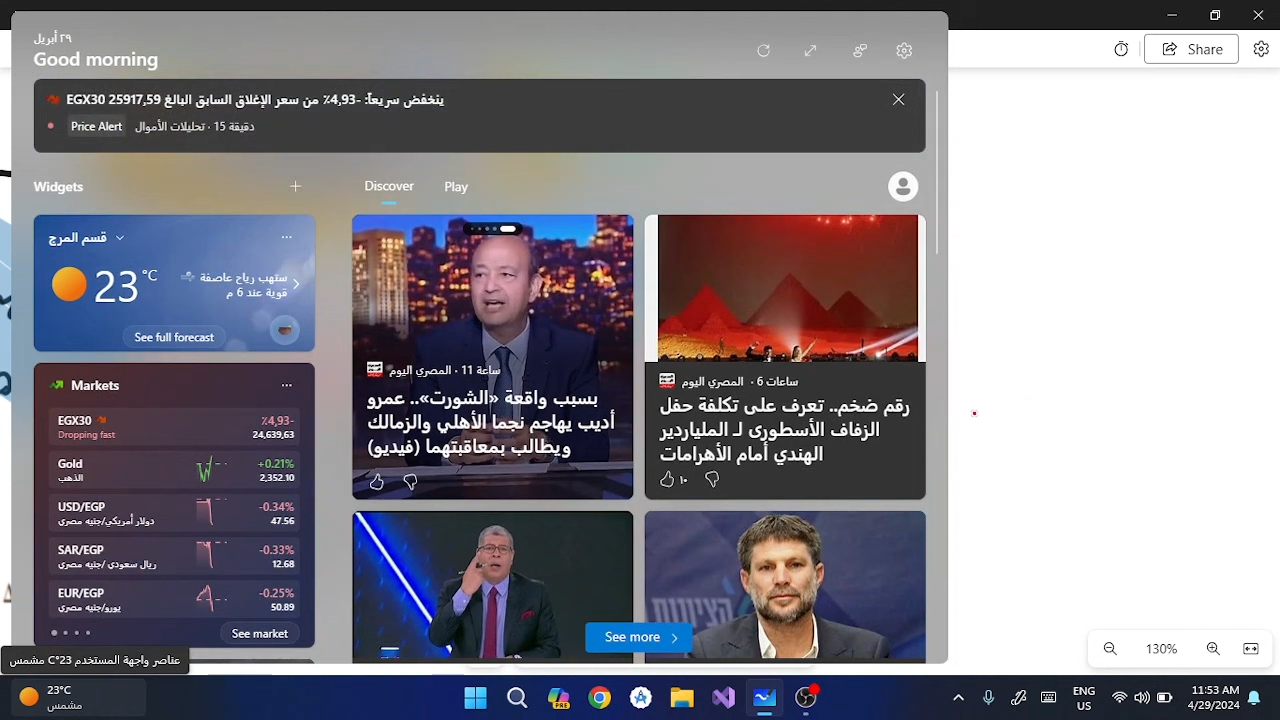 ٢٩ أبريل
Good morning
Share
ينخفض سريعاً: -4,93٪ من سعر الإغلاق السابق البالغ EGX30 25917,59
Price Alert
تحليلات الأموال · 15 دقيقة
Widgets
Discover
Play
قسم المرج
23 °C
ستهب رياح عاصفة
قوية عند 6 م
See full forecast
Markets
EGX30
٪4,93-
Dropping fast
24,639,63
Gold
+0.21%
الذهب
2,352.10
USD/EGP
-0.34%
دولار أمريكي/جنيه مصري
47.56
SAR/EGP
-0.33%
ريال سعودي /جنيه مصري
12.68
EUR/EGP
-0.25%
يورو/جنيه مصري
50.89
See market
المصري اليوم · 11 ساعة
بسبب واقعة «الشورت».. عمرو
أديب يهاجم نجما الأهلي والزمالك
ويطالب بمعاقبتهما (فيديو)
المصري اليوم · 6 ساعات
رقم ضخم.. تعرف على تكلفة حفل
الزفاف الأسطوري لـ الملياردير
الهندي أمام الأهرامات
١٠
See more
130%
عناصر واجهة المستخدم 23°C مشمس
23°C
مشمس
PRE
ENG
US
11:53 AM
4/29/2024